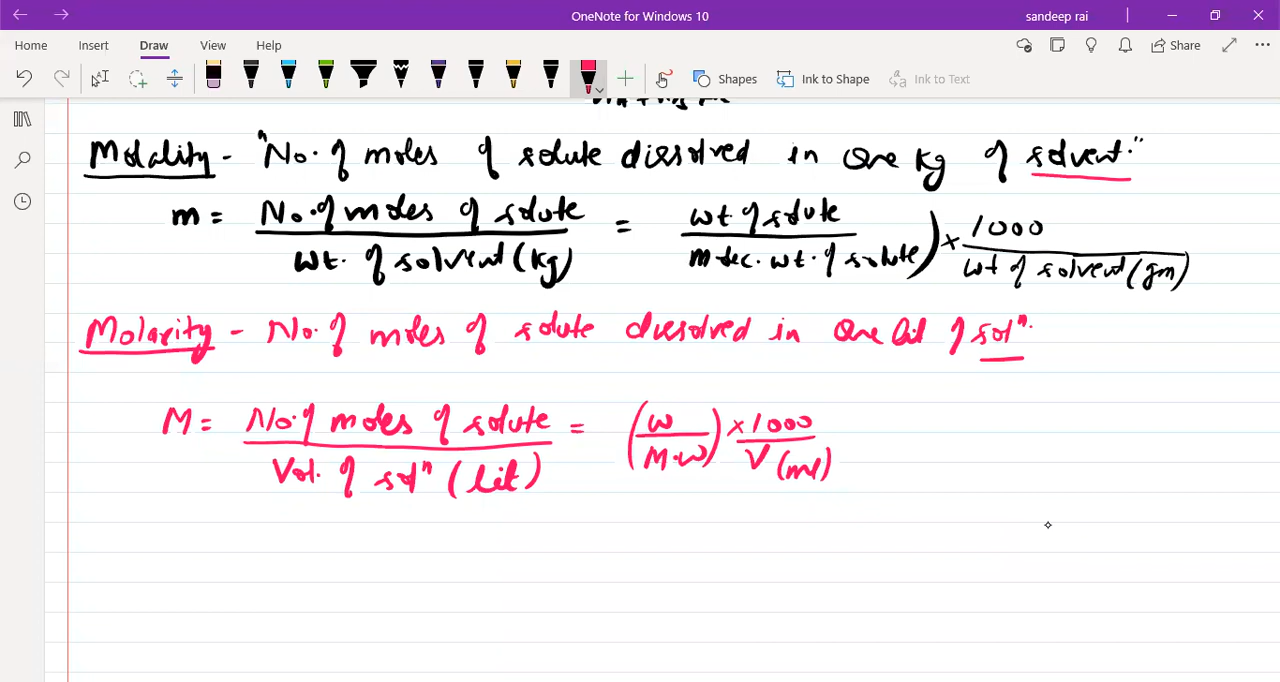 OneNote for Windows 10
sandeep rai
Home Insert Draw View Help
Share
Shapes Ink to Shape Ink to Text
Molality - "No. of moles of solute dissolved in one kg of solvent."
m = No. of moles of solute / wt. of solvent (kg) = wt of solute / molec. wt. of solute) × 1000 / wt of solvent (gm)
Molarity - No. of moles of solute dissolved in one lit of solⁿ.
M = No. of moles of solute / Vol. of solⁿ (lit) = (w / M.w) × 1000 / V (ml)